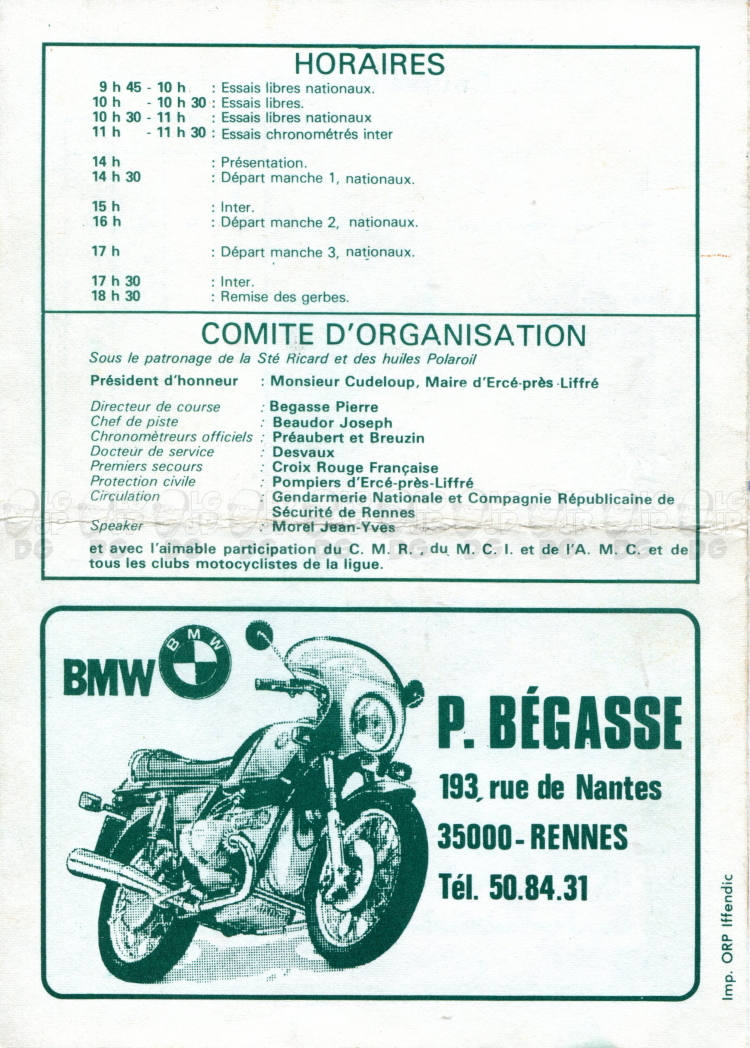 HORAIRES
9 h 45 - 10 h : Essais libres nationaux.
10 h - 10 h 30 : Essais libres.
10 h 30 - 11 h : Essais libres nationaux
11 h - 11 h 30 : Essais chronométrés inter
14 h : Présentation.
14 h 30 : Départ manche 1, nationaux.
15 h : Inter.
16 h : Départ manche 2, nationaux.
17 h : Départ manche 3, nationaux.
17 h 30 : Inter.
18 h 30 : Remise des gerbes.
COMITE D'ORGANISATION
Sous le patronage de la Sté Ricard et des huiles Polaroil
Président d'honneur : Monsieur Cudeloup, Maire d'Ercé-près-Liffré
Directeur de course : Begasse Pierre
Chef de piste : Beaudor Joseph
Chronomètreurs officiels : Préaubert et Breuzin
Docteur de service : Desvaux
Premiers secours : Croix Rouge Française
Protection civile : Pompiers d'Ercé-près-Liffré
Circulation : Gendarmerie Nationale et Compagnie Républicaine de
Sécurité de Rennes
Speaker : Morel Jean-Yves
et avec l'aimable participation du C. M. R., du M. C. I. et de l'A. M. C. et de
tous les clubs motocyclistes de la ligue.
BMW
BMW
P. BÉGASSE
193, rue de Nantes
35000-RENNES
Tél. 50.84.31
Imp. ORP Iffendic